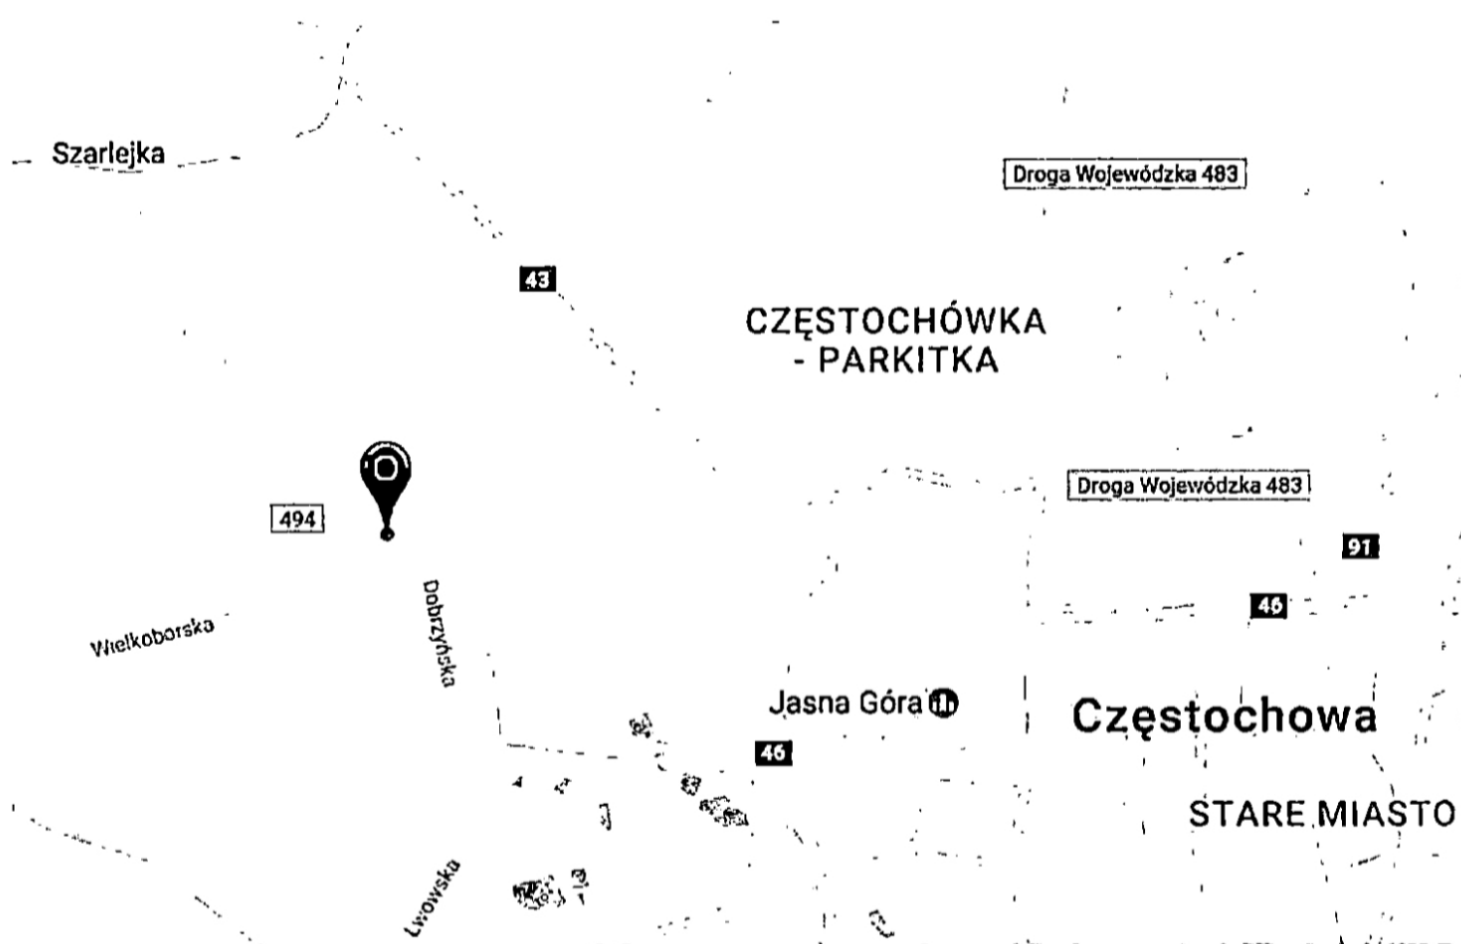 Szarlejka
Droga Wojewódzka 483
43
CZĘSTOCHÓWKA
- PARKITKA
494
Droga Wojewódzka 483
91
46
Dobrzyńska
Wielkoborska
Jasna Góra
Częstochowa
46
STARE MIASTO
Lwowska